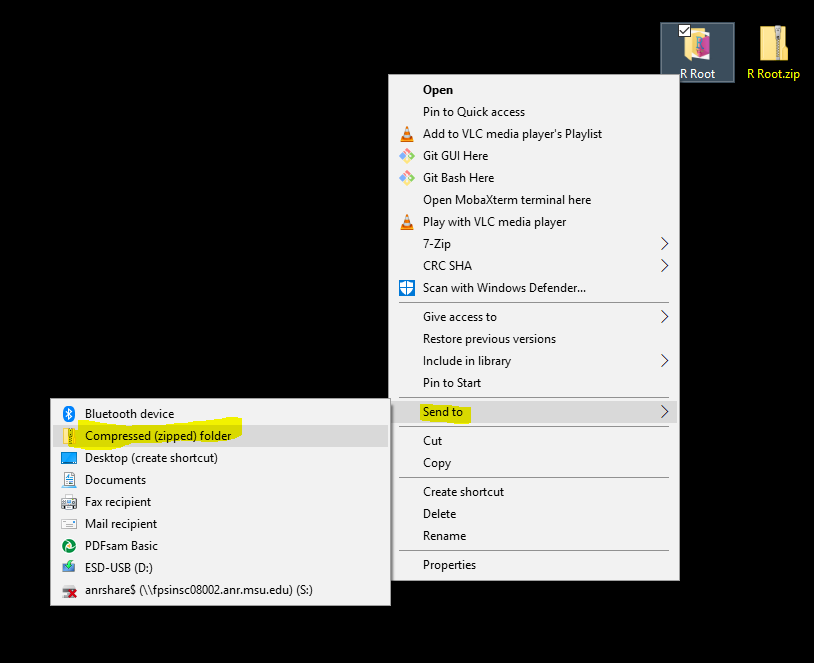 R Root
R Root.zip
Open
Pin to Quick access
Add to VLC media player's Playlist
Git GUI Here
Git Bash Here
Open MobaXterm terminal here
Play with VLC media player
7-Zip
CRC SHA
Scan with Windows Defender...
Give access to
Restore previous versions
Include in library
Pin to Start
Send to
Cut
Copy
Create shortcut
Delete
Rename
Properties
Bluetooth device
Compressed (zipped) folder
Desktop (create shortcut)
Documents
Fax recipient
Mail recipient
PDFsam Basic
ESD-USB (D:)
anrshare$ (\\fpsinsc08002.anr.msu.edu) (S:)